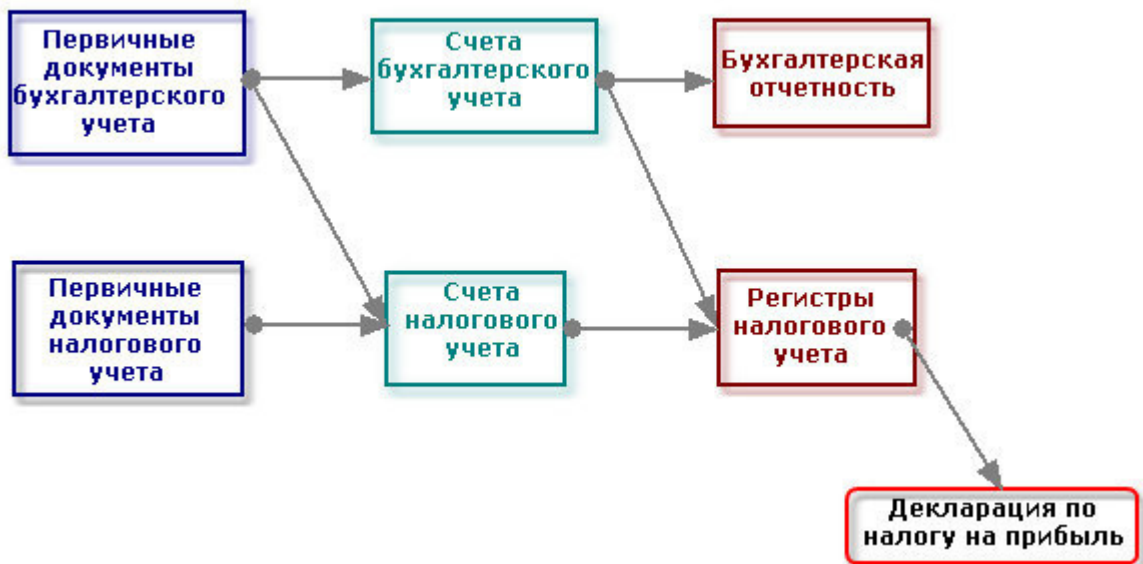 Первичные
документы
бухгалтерского
учета
Счета
бухгалтерского
учета
Бухгалтерская
отчетность
Первичные
документы
налогового
учета
Счета
налогового
учета
Регистры
налогового
учета
Декларация по
налогу на прибыль